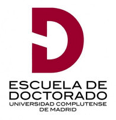 ESCUELA DE
DOCTORADO
UNIVERSIDAD COMPLUTENSE
DE MADRID